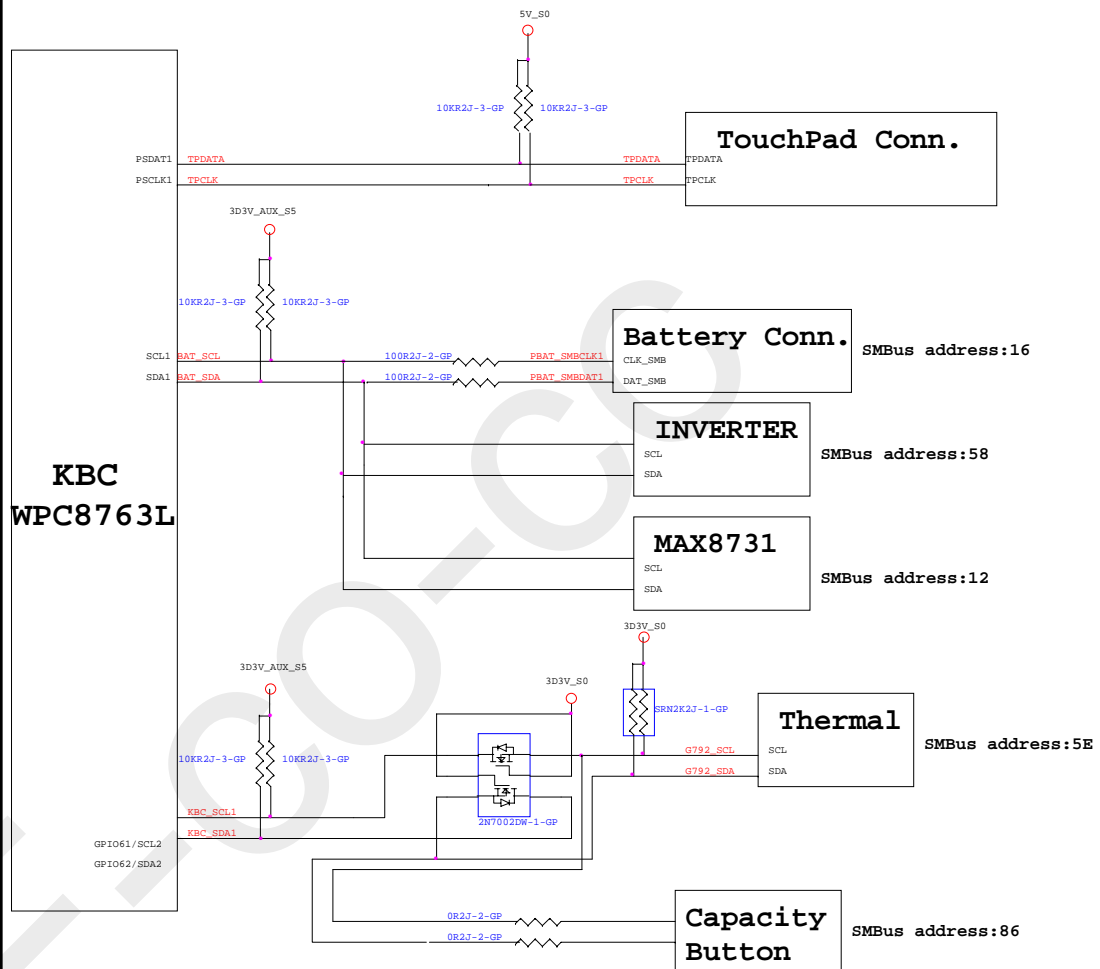 5V_S0
10KR2J-3-GP 10KR2J-3-GP
TouchPad Conn.
PSDAT1 TPDATA TPDATA TPDATA
PSCLK1 TPCLK TPCLK TPCLK
3D3V_AUX_S5
10KR2J-3-GP 10KR2J-3-GP
Battery Conn.
SMBus address:16
SCL1 BAT_SCL 100R2J-2-GP PBAT_SMBCLK1 CLK_SMB
SDA1 BAT_SDA 100R2J-2-GP PBAT_SMBDAT1 DAT_SMB
INVERTER
SCL
SMBus address:58
SDA
KBC
WPC8763L
MAX8731
SCL
SMBus address:12
SDA
3D3V_S0
3D3V_AUX_S5
3D3V_S0
SRN2K2J-1-GP
Thermal
SMBus address:5E
G792_SCL SCL
G792_SDA SDA
10KR2J-3-GP 10KR2J-3-GP
KBC_SCL1
2N7002DW-1-GP
KBC_SDA1
GPIO61/SCL2
GPIO62/SDA2
0R2J-2-GP
0R2J-2-GP
Capacity
Button
SMBus address:86